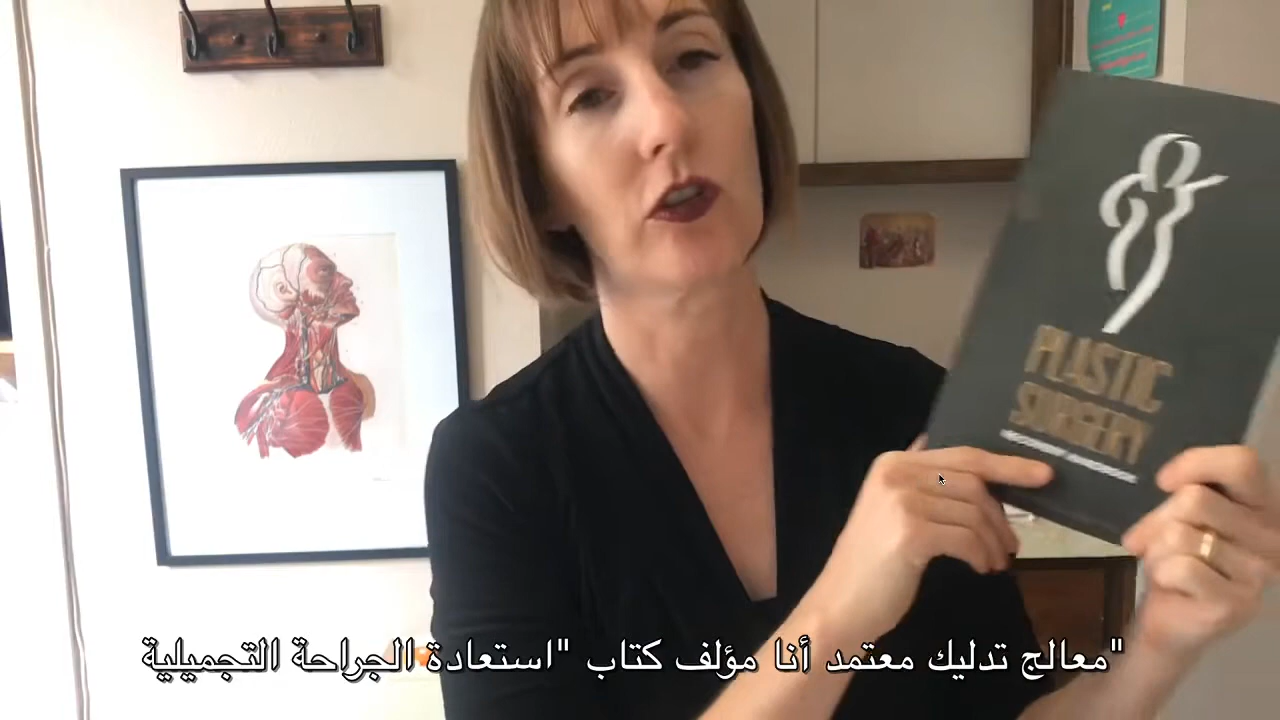 PLASTIC
SURGERY
معالج تدليك معتمد أنا مؤلف كتاب "استعادة الجراحة التجميلية"